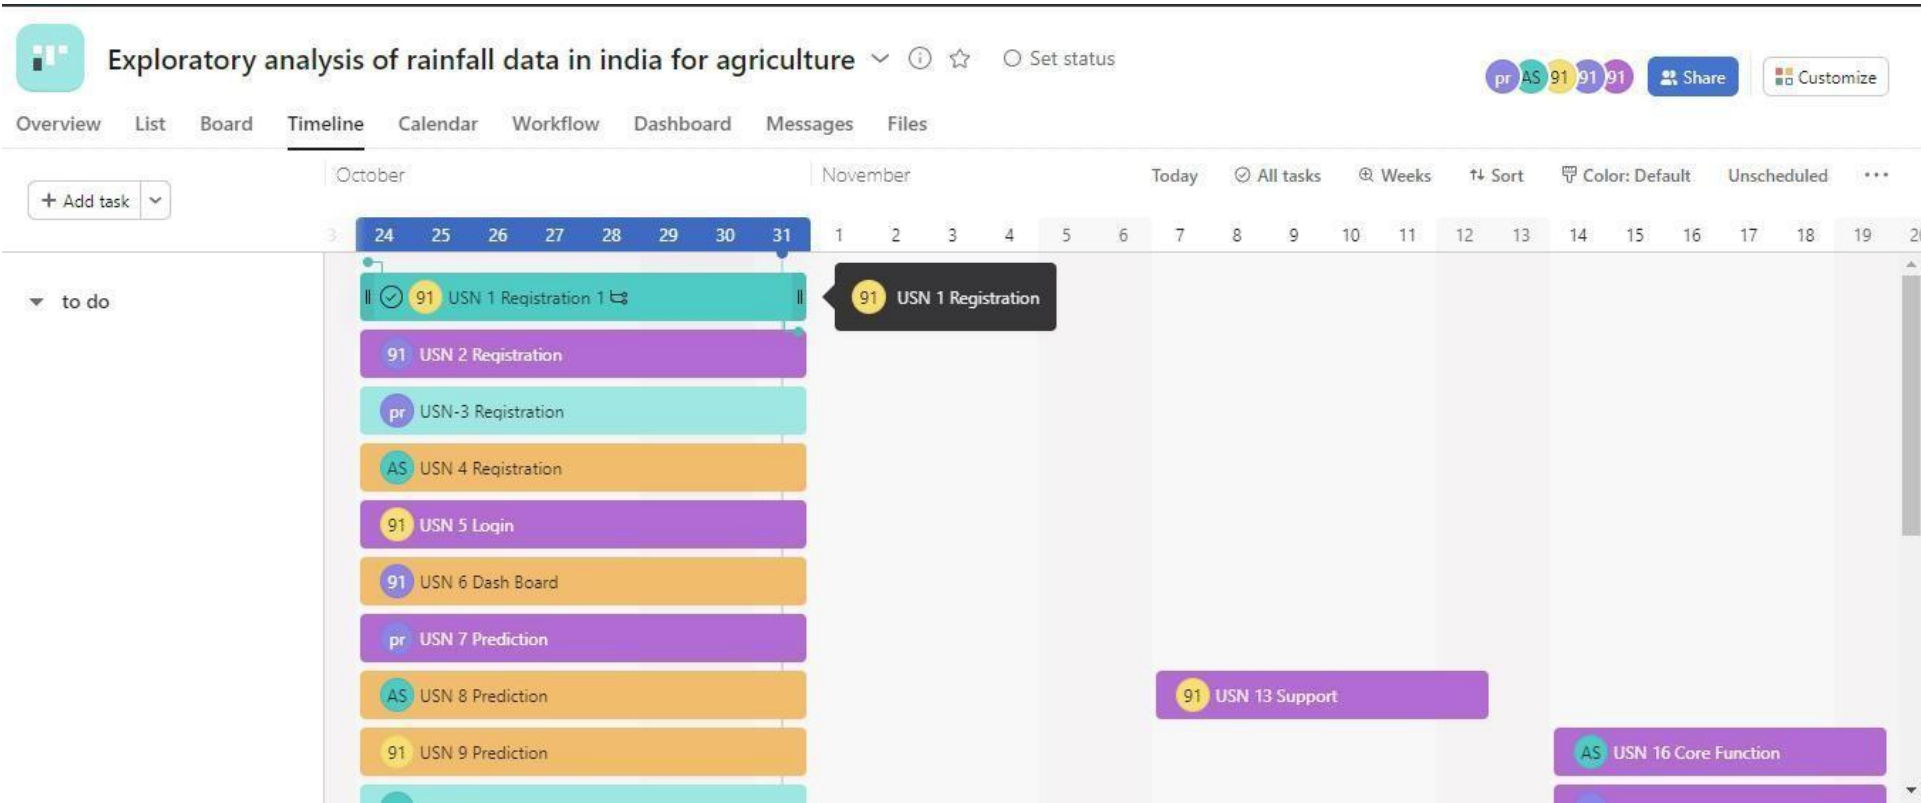 Exploratory analysis of rainfall data in india for agriculture Set status
pr AS 91 91 91 Share Customize
Overview List Board Timeline Calendar Workflow Dashboard Messages Files
+ Add task
October November Today All tasks Weeks Sort Color: Default Unscheduled
3 24 25 26 27 28 29 30 31 1 2 3 4 5 6 7 8 9 10 11 12 13 14 15 16 17 18 19
to do
91 USN 1 Registration 1
91 USN 1 Registration
91 USN 2 Registration
pr USN-3 Registration
AS USN 4 Registration
91 USN 5 Login
91 USN 6 Dash Board
pr USN 7 Prediction
AS USN 8 Prediction
91 USN 13 Support
91 USN 9 Prediction
AS USN 16 Core Function